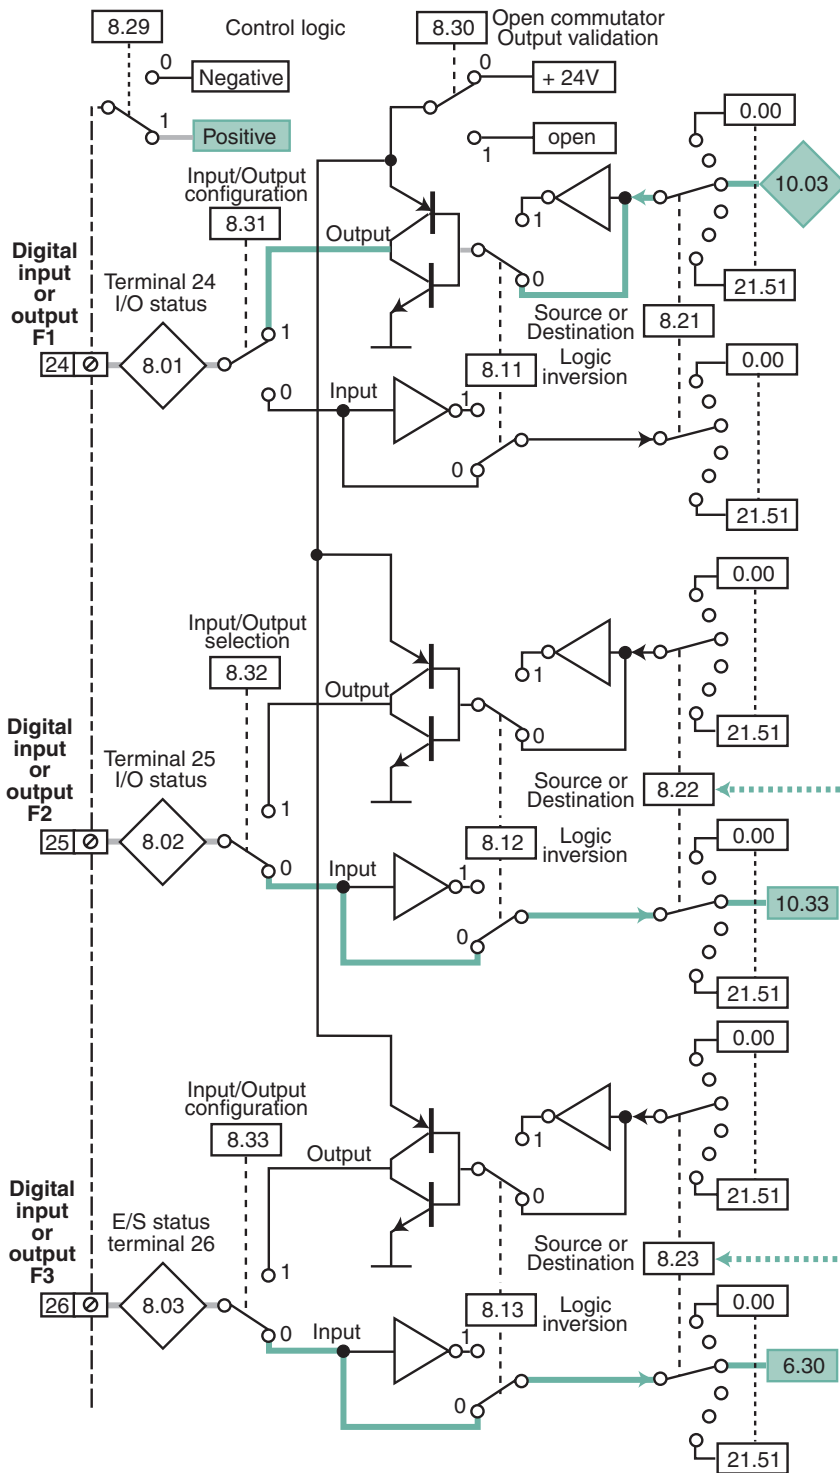 8.29
Control logic
0
Negative
1
Positive
8.30
Open commutator
Output validation
0
+ 24V
open
1
0.00
10.03
21.51
Input/Output
configuration
8.31
Output
1
0
Digital
input
or
output
F1
Terminal 24
I/O status
24
8.01
1
0
Input
1
0
8.11
Source or
Destination
Logic
inversion
8.21
0.00
21.51
0.00
Input/Output
selection
8.32
Output
1
0
21.51
Digital
input
or
output
F2
Terminal 25
I/O status
25
8.02
1
0
Input
1
0
8.12
Source or
Destination
Logic
inversion
8.22
0.00
10.33
21.51
0.00
Input/Output
configuration
8.33
Output
1
0
21.51
Digital
input
or
output
F3
E/S status
terminal 26
26
8.03
1
0
Input
1
0
8.13
Source or
Destination
Logic
inversion
8.23
0.00
6.30
21.51